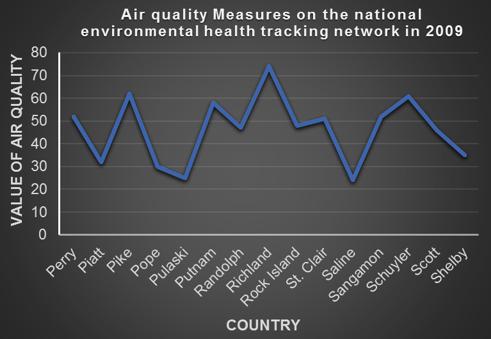 Air quality Measures on the national
environmental health tracking network in 2009
VALUE OF AIR QUALITY
80
70
60
50
40
30
20
10
0
Perry
Piatt
Pike
Pope
Pulaski
Putnam
Randolph
Richland
Rock Island
St. Clair
Saline
Sangamon
Schuyler
Scott
Shelby
COUNTRY